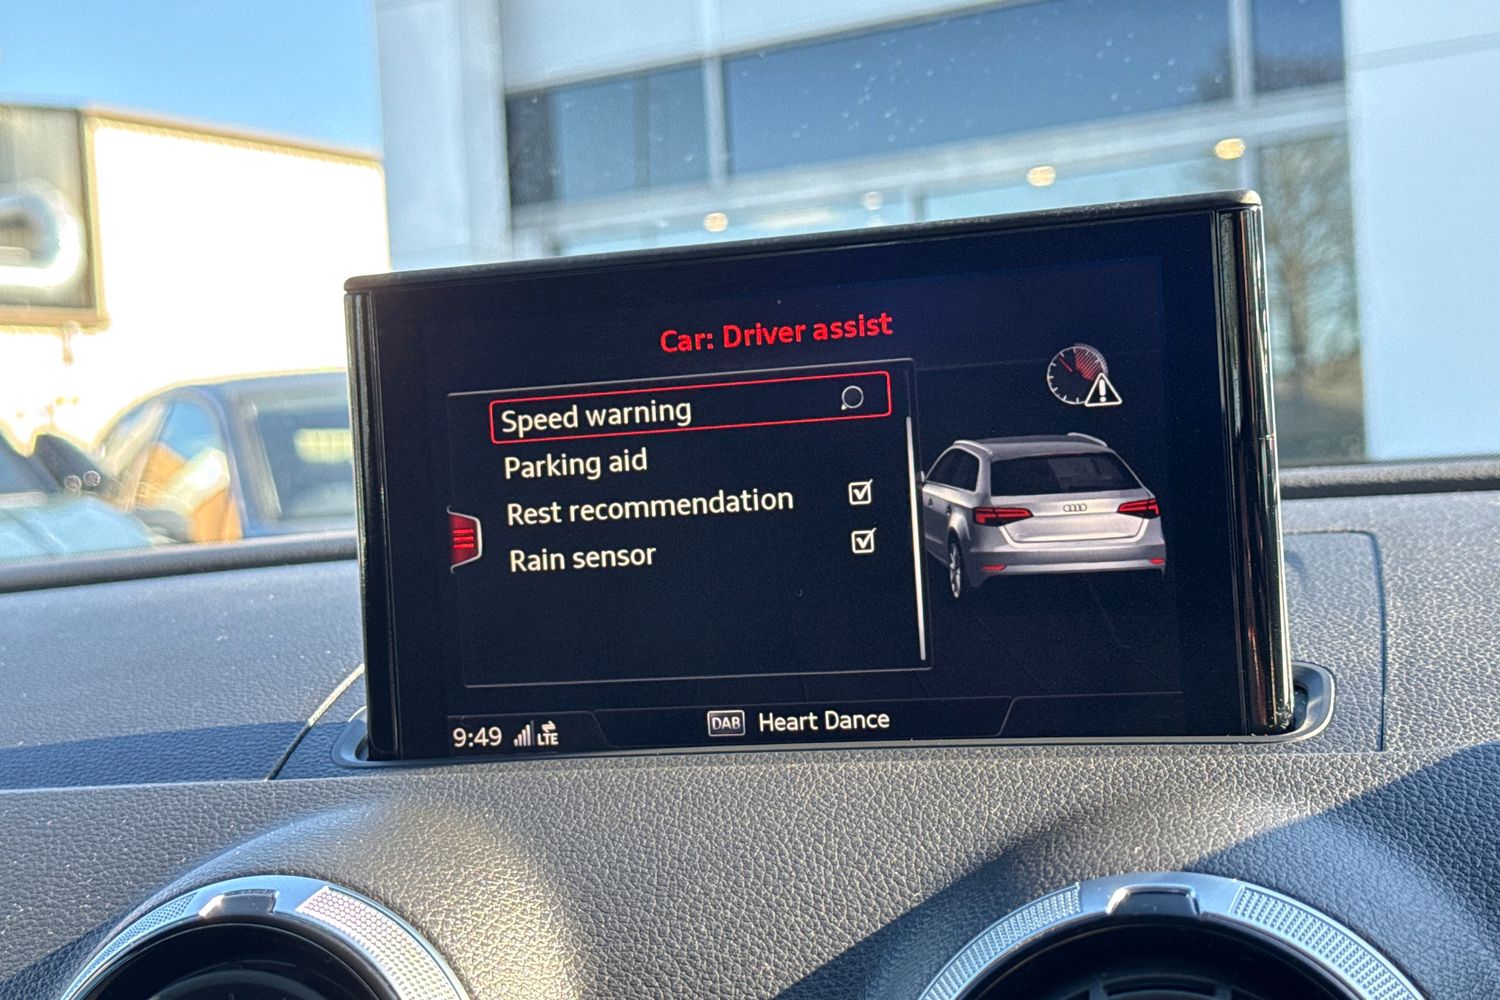 Car: Driver assist
Speed warning
Parking aid
Rest recommendation
Rain sensor
9:49 LTE
DAB Heart Dance